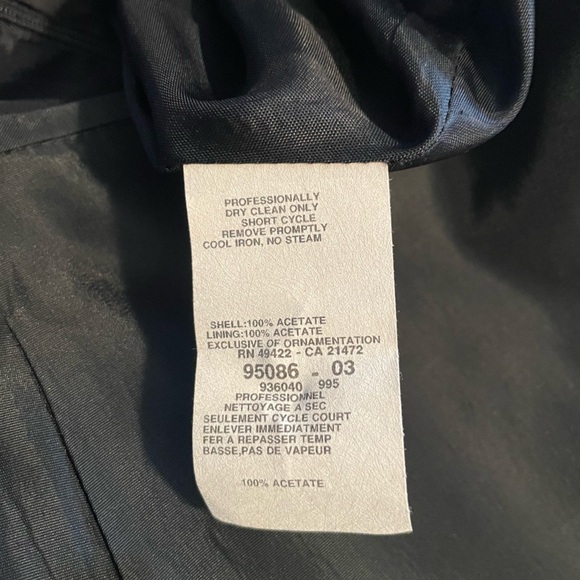 PROFESSIONALLY
DRY CLEAN ONLY
SHORT CYCLE
REMOVE PROMPTLY
COOL IRON, NO STEAM
SHELL:100% ACETATE
LINING:100% ACETATE
EXCLUSIVE OF ORNAMENTATION
RN 49422 - CA 21472
95086 - 03
936040 995
PROFESSIONNEL
NETTOYAGE A SEC
SEULEMENT CYCLE COURT
ENLEVER IMMEDIATMENT
FER A REPASSER TEMP
BASSE,PAS DE VAPEUR
100% ACETATE